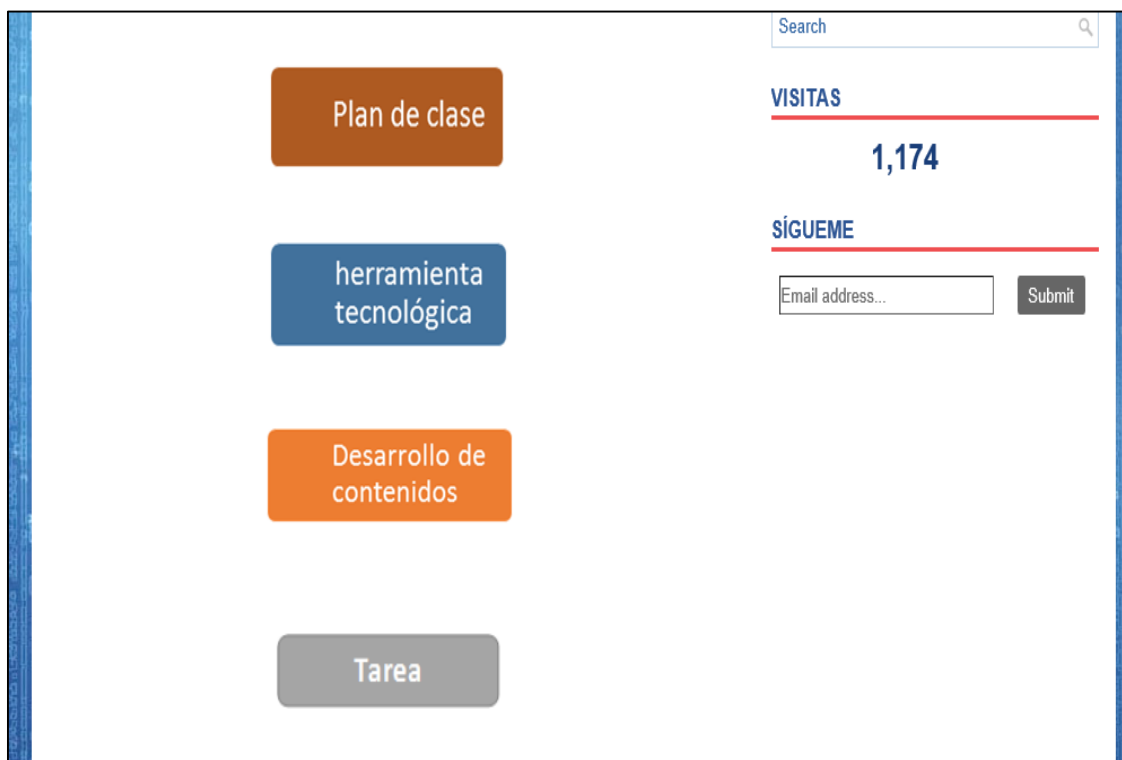 Plan de clase
herramienta
tecnológica
Desarrollo de
contenidos
Tarea
Search
VISITAS
1,174
SÍGUEME
Email address...
Submit